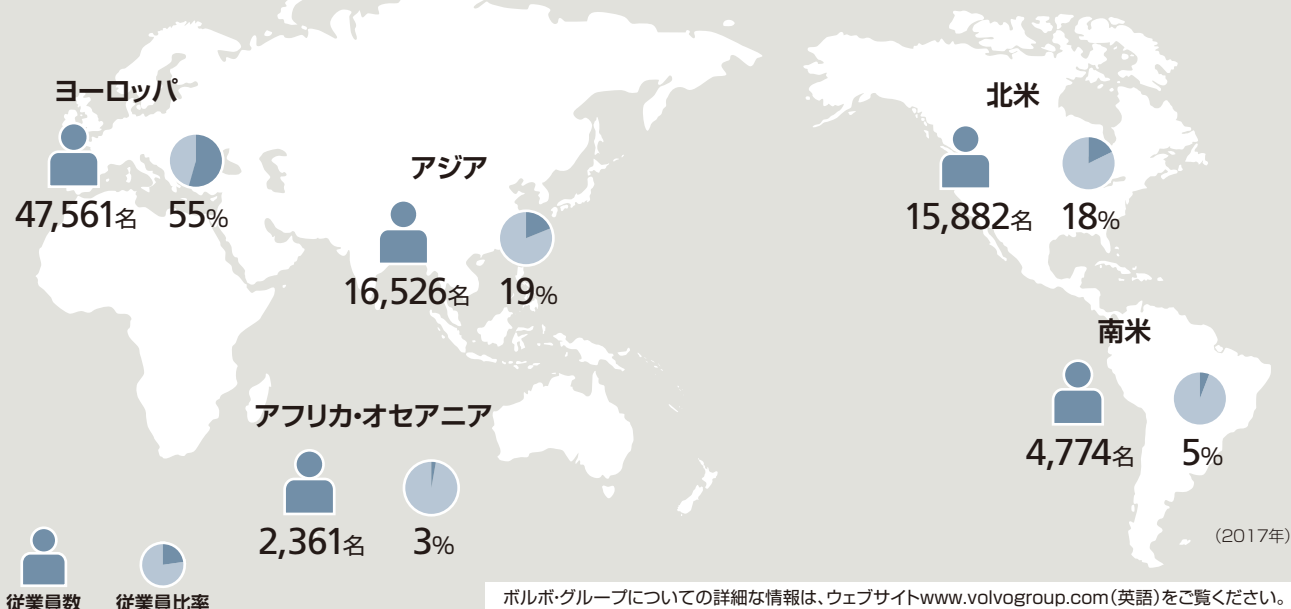 ヨーロッパ
47,561名 55%
アジア
16,526名 19%
北米
15,882名 18%
南米
4,774名 5%
アフリカ・オセアニア
2,361名 3%
(2017年)
従業員数 従業員比率
ボルボ・グループについての詳細な情報は、ウェブサイトwww.volvogroup.com(英語)をご覧ください。